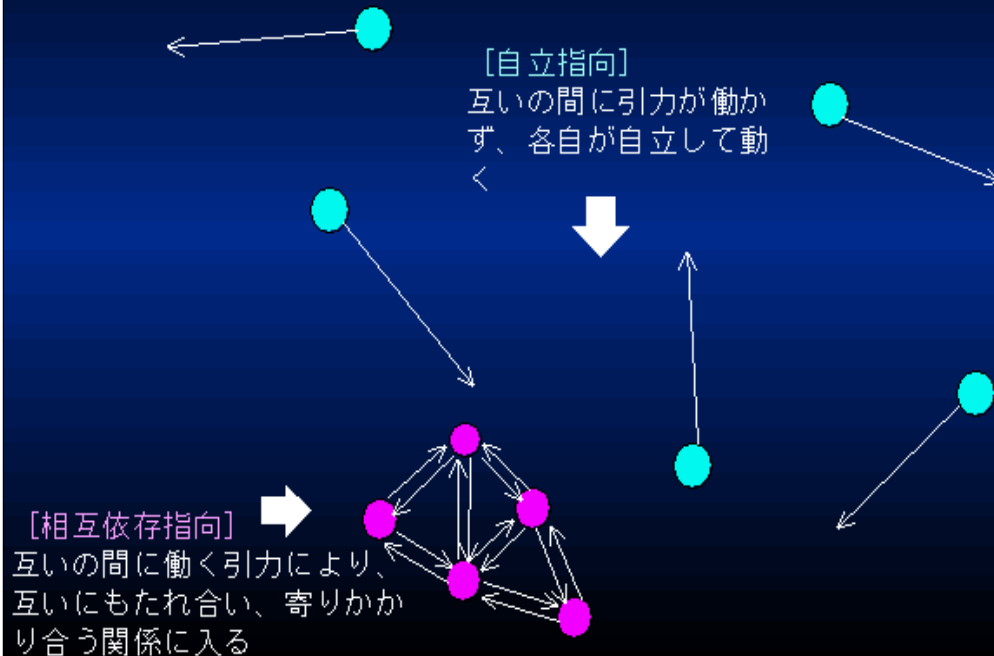 [自立指向]
互いの間に引力が働か
ず、各自が自立して動
く
[相互依存指向]
互いの間に働く引力により、
互いにもたれ合い、寄りかか
り合う関係に入る